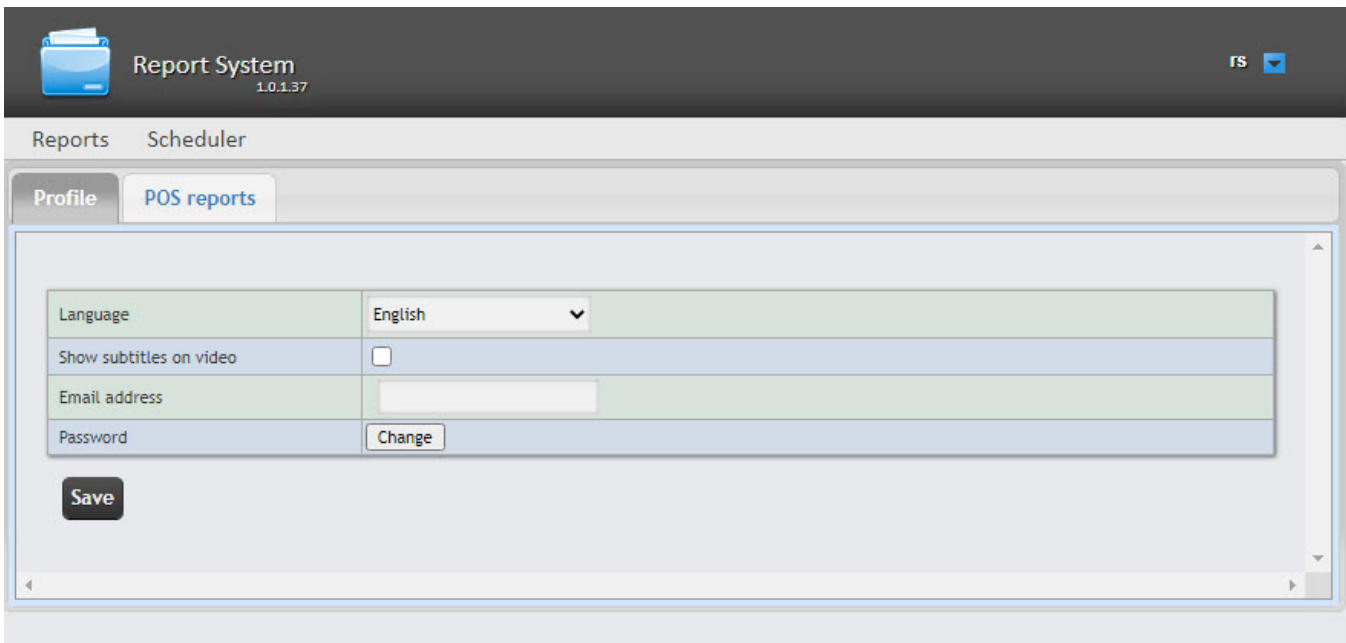 Report System
1.0.1.37
rs
Reports Scheduler
Profile POS reports
Language English
Show subtitles on video
Email address
Password Change
Save